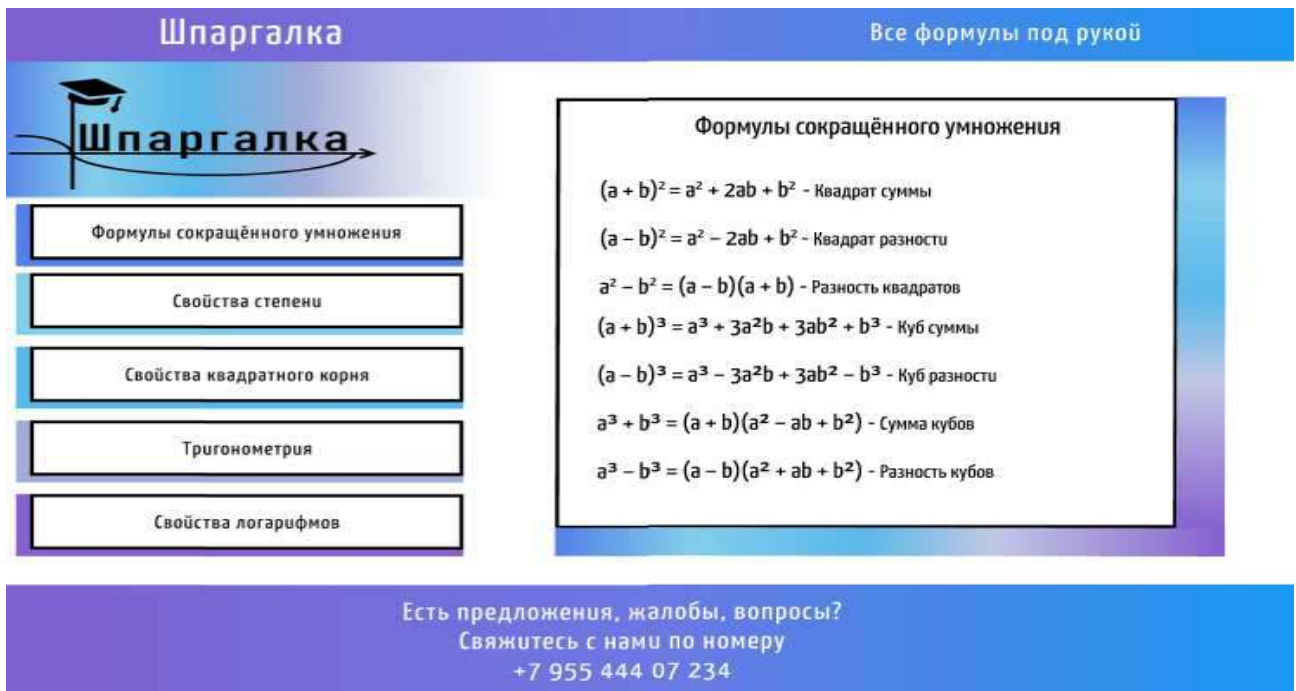 Шпаргалка
Все формулы под рукой
Шпаргалка
Формулы сокращённого умножения
Свойства степени
Свойства квадратного корня
Тригонометрия
Свойства логарифмов
Формулы сокращённого умножения
(a + b)² = a² + 2ab + b² - Квадрат суммы
(a – b)² = a² – 2ab + b² - Квадрат разности
a² – b² = (a – b)(a + b) - Разность квадратов
(a + b)³ = a³ + 3a²b + 3ab² + b³ - Куб суммы
(a – b)³ = a³ – 3a²b + 3ab² – b³ - Куб разности
a³ + b³ = (a + b)(a² – ab + b²) - Сумма кубов
a³ – b³ = (a – b)(a² + ab + b²) - Разность кубов
Есть предложения, жалобы, вопросы?
Свяжитесь с нами по номеру
+7 955 444 07 234